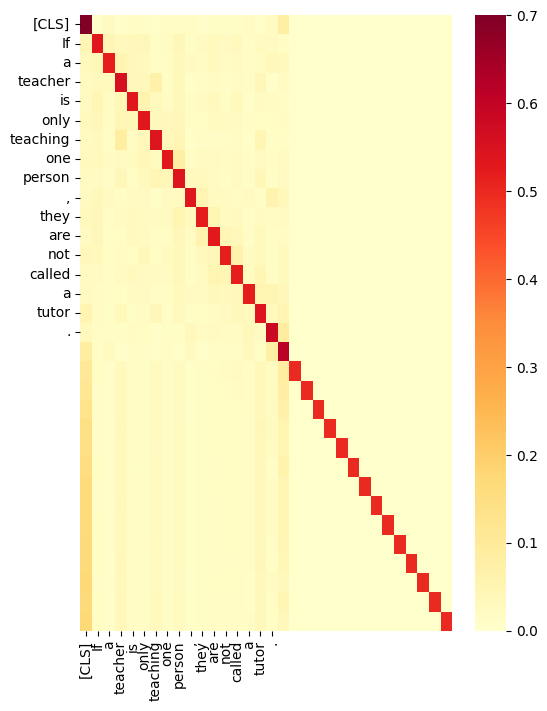 [CLS]
If
a
teacher
is
only
teaching
one
person
,
they
are
not
called
a
tutor
.
0.7
0.6
0.5
0.4
0.3
0.2
0.1
0.0
[CLS] If a teacher is only teaching one person , they are not called a tutor .